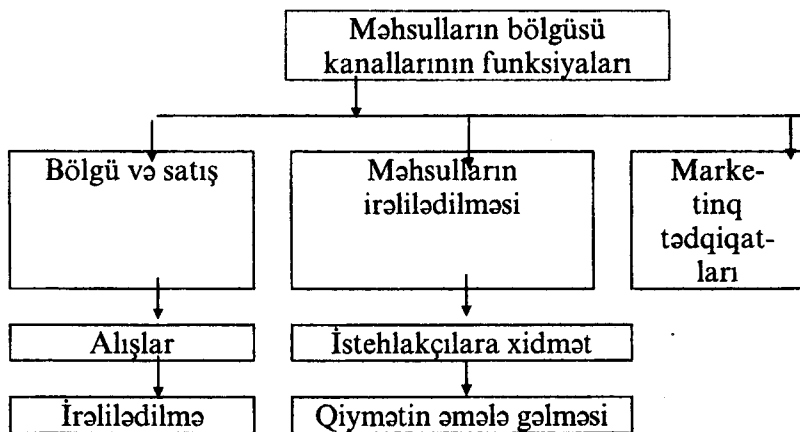 Məhsulların bölgüsü
kanallarının funksiyaları
Bölgü və satış
Məhsulların
irəlilədilməsi
Marke-
tinq
tədqiqat-
ları
Alışlar
İstehlakçılara xidmət
İrəlilədilmə
Qiymətin əmələ gəlməsi